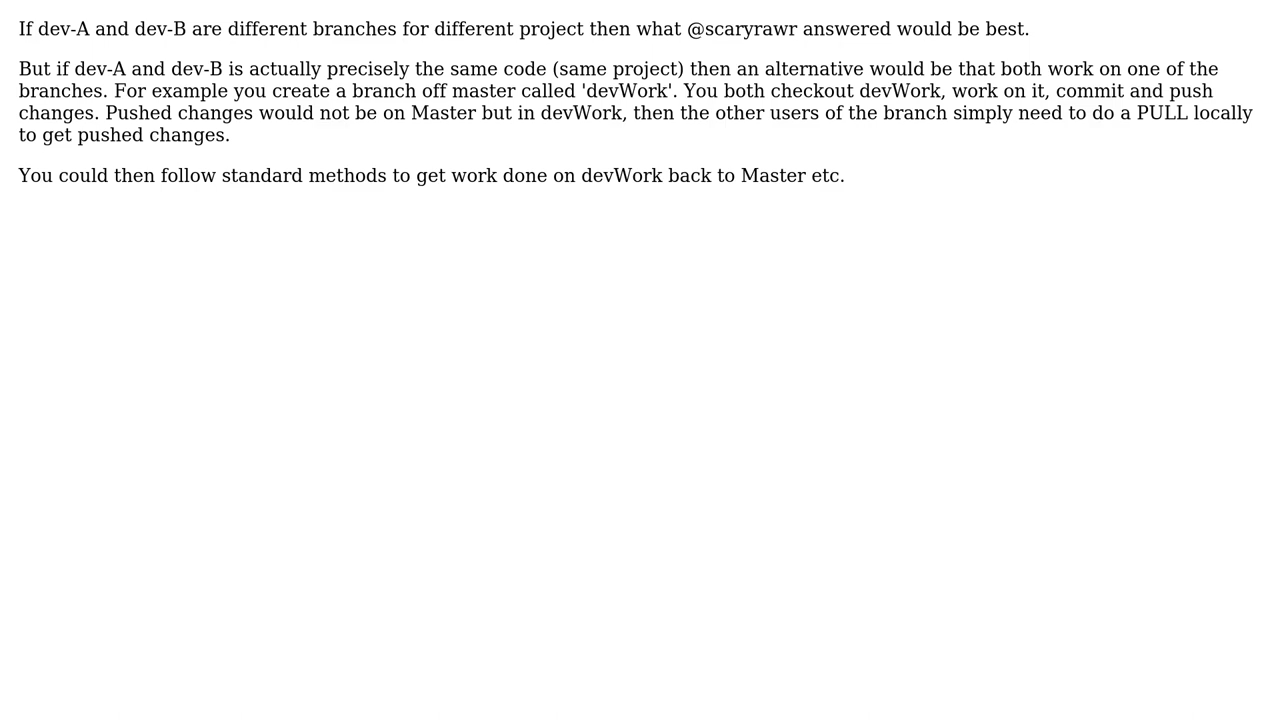 If dev-A and dev-B are different branches for different project then what @scaryrawr answered would be best.
But if dev-A and dev-B is actually precisely the same code (same project) then an alternative would be that both work on one of the
branches. For example you create a branch off master called 'devWork'. You both checkout devWork, work on it, commit and push
changes. Pushed changes would not be on Master but in devWork, then the other users of the branch simply need to do a PULL locally
to get pushed changes.
You could then follow standard methods to get work done on devWork back to Master etc.